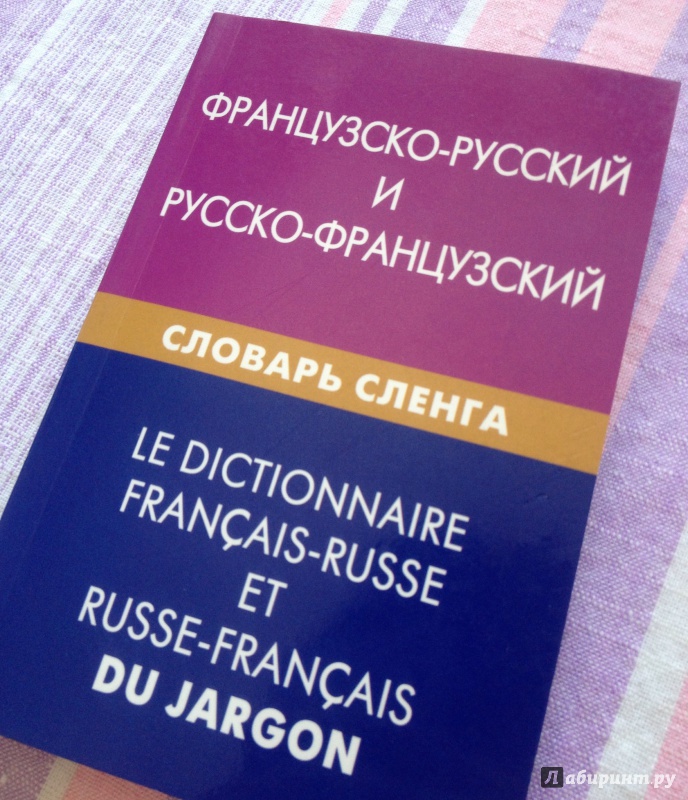 ФРАНЦУЗСКО-РУССКИЙ
И
РУССКО-ФРАНЦУЗСКИЙ
СЛОВАРЬ СЛЕНГА
LE DICTIONNAIRE
FRANÇAIS-RUSSE
ET
RUSSE-FRANÇAIS
DU JARGON
Лабиринт.ру